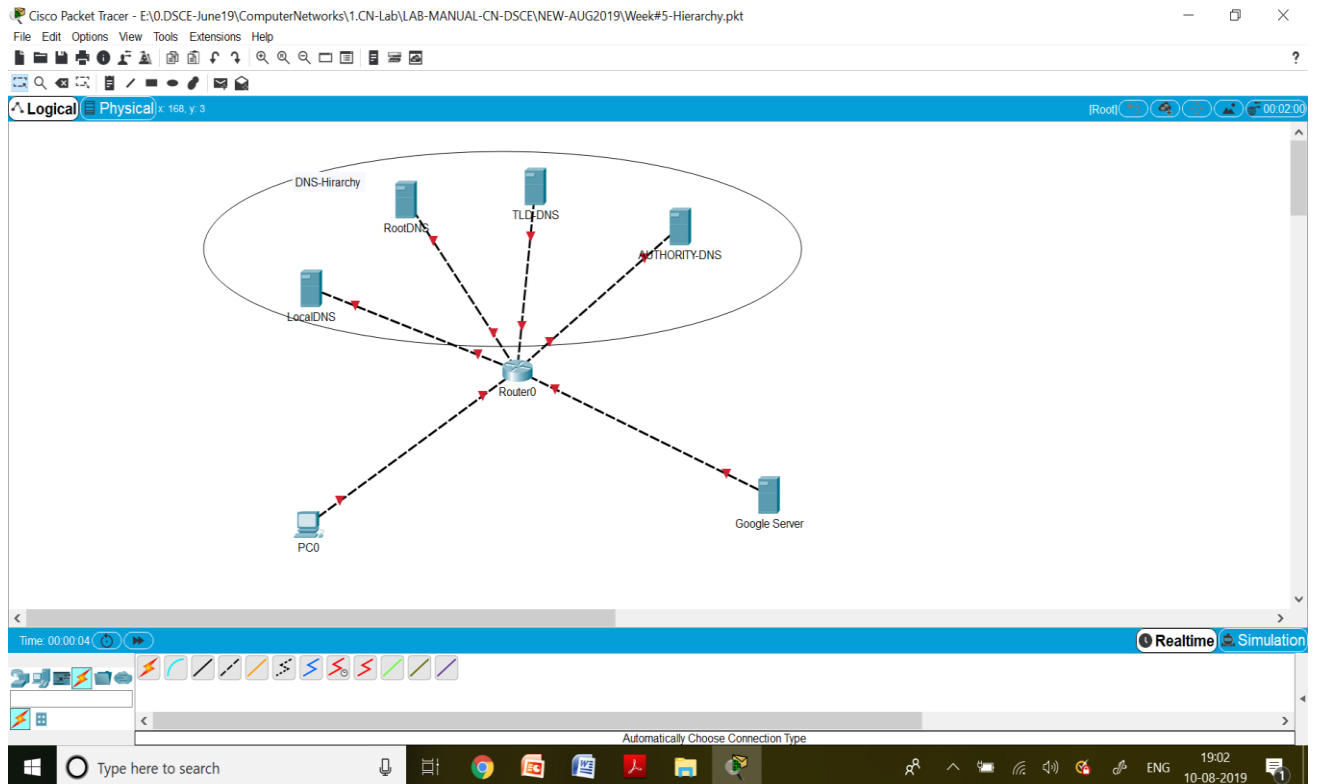 Cisco Packet Tracer - E:\0.DSCE-June19\ComputerNetworks\1.CN-Lab\LAB-MANUAL-CN-DSCE\NEW-AUG2019\Week#5-Hierarchy.pkt
File Edit Options View Tools Extensions Help
?
Logical Physical x: 168, y: 3 [Root] 00:02:00
DNS-Hirarchy
TLD-DNS
RootDNS
AUTHORITY-DNS
LocalDNS
Router0
Google Server
PC0
Time: 00:00:04 Realtime Simulation
Automatically Choose Connection Type
Type here to search ENG 19:02
10-08-2019
1